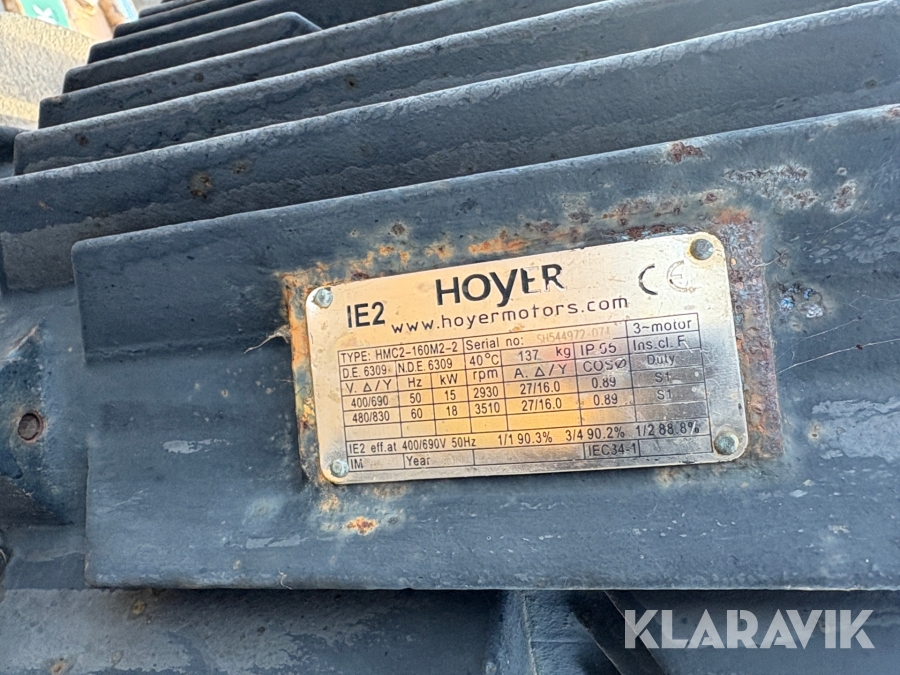 IE2 HOYER CE
www.hoyermotors.com
TYPE: HMC2-160M2-2 Serial no: 3~motor
D.E. 6309 N.D.E. 6309 40°C 137 kg IP 55 Ins.cl. F
V. Δ/Y Hz kW rpm A. Δ/Y COSØ Duty
400/690 50 15 2930 27/16.0 0.89 S1
480/830 60 18 3510 27/16.0 0.89 S1
IE2 eff.at 400/690V 50Hz 1/1 90.3% 3/4 90.2% 1/2 88.8%
IM Year IEC34-1
KLARAVIK